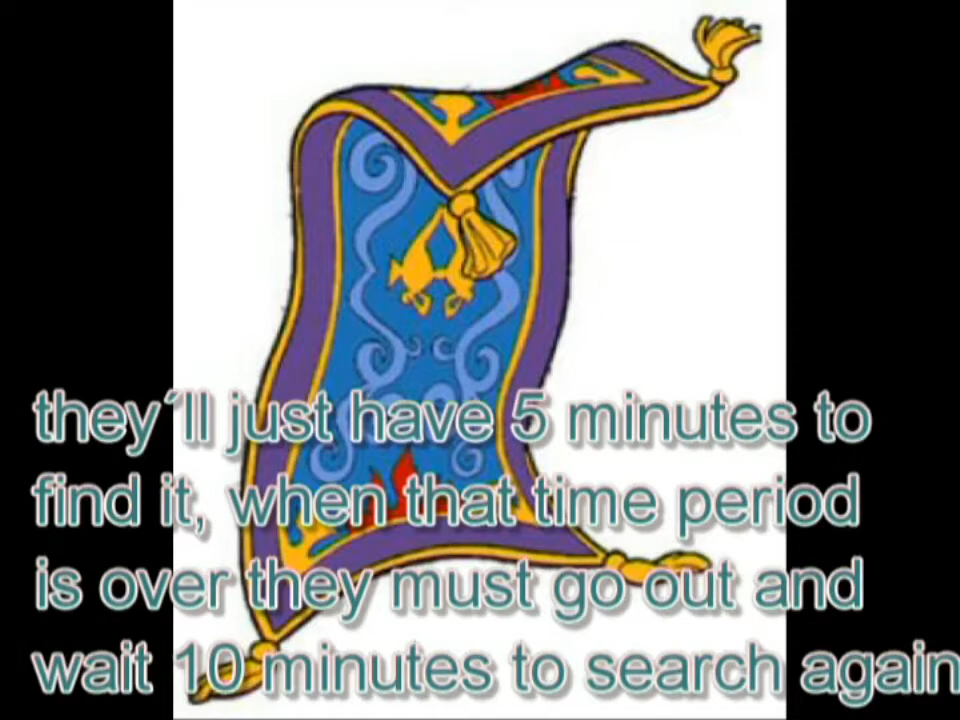 they´ll just have 5 minutes to
find it, when that time period
is over they must go out and
wait 10 minutes to search again